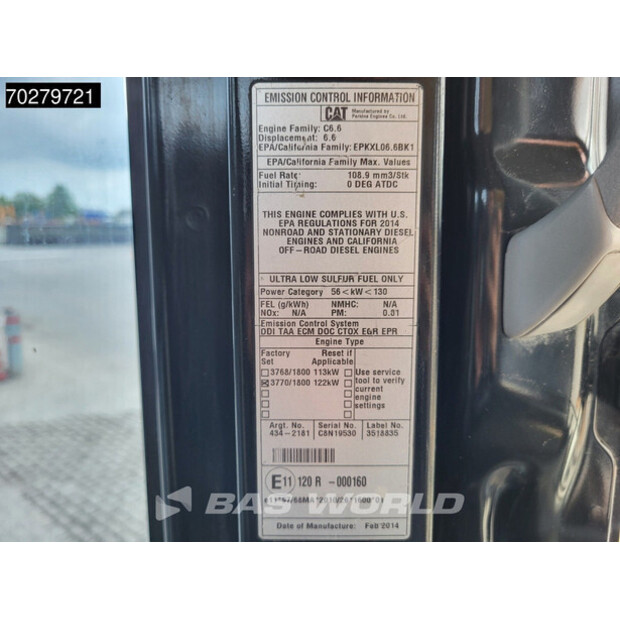 70279721
EMISSION CONTROL INFORMATION
CAT
Manufactured by
Perkins Engines Co. Ltd.
Engine Family: C6.6
Displacement: 6.6
EPA/California Family: EPKXL06.6BK1
EPA/California Family Max. Values
Fuel Rate: 108.9 mm3/Stk
Initial Timing: 0 DEG ATDC
THIS ENGINE COMPLIES WITH U.S.
EPA REGULATIONS FOR 2014
NONROAD AND STATIONARY DIESEL
ENGINES AND CALIFORNIA
OFF-ROAD DIESEL ENGINES
ULTRA LOW SULFUR FUEL ONLY
Power Category 56<kW<130
FEL (g/kWh) NMHC: N/A
NOx: N/A PM: 0.01
Emission Control System
DDI TAA ECM DOC CTOX EGR EPR
Engine Type
Factory Set
Reset if Applicable
3768/1800 113kW
3770/1800 122kW
Use service
tool to verify
current
engine
settings
Argt. No. Serial No. Label No.
434-2181 C8N19530 3518835
E11 120 R -000160
BAS WORLD
Date of Manufacture: Feb 2014